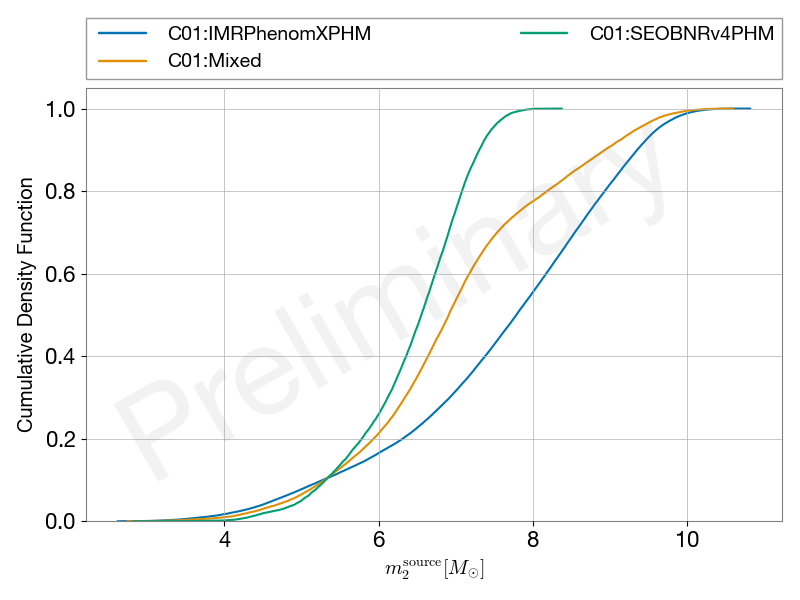 C01:IMRPhenomXPHM C01:SEOBNRv4PHM
C01:Mixed
Cumulative Density Function
1.0
0.8
0.6
0.4
0.2
0.0
Preliminary
4 6 8 10
m₂^source [M⊙]